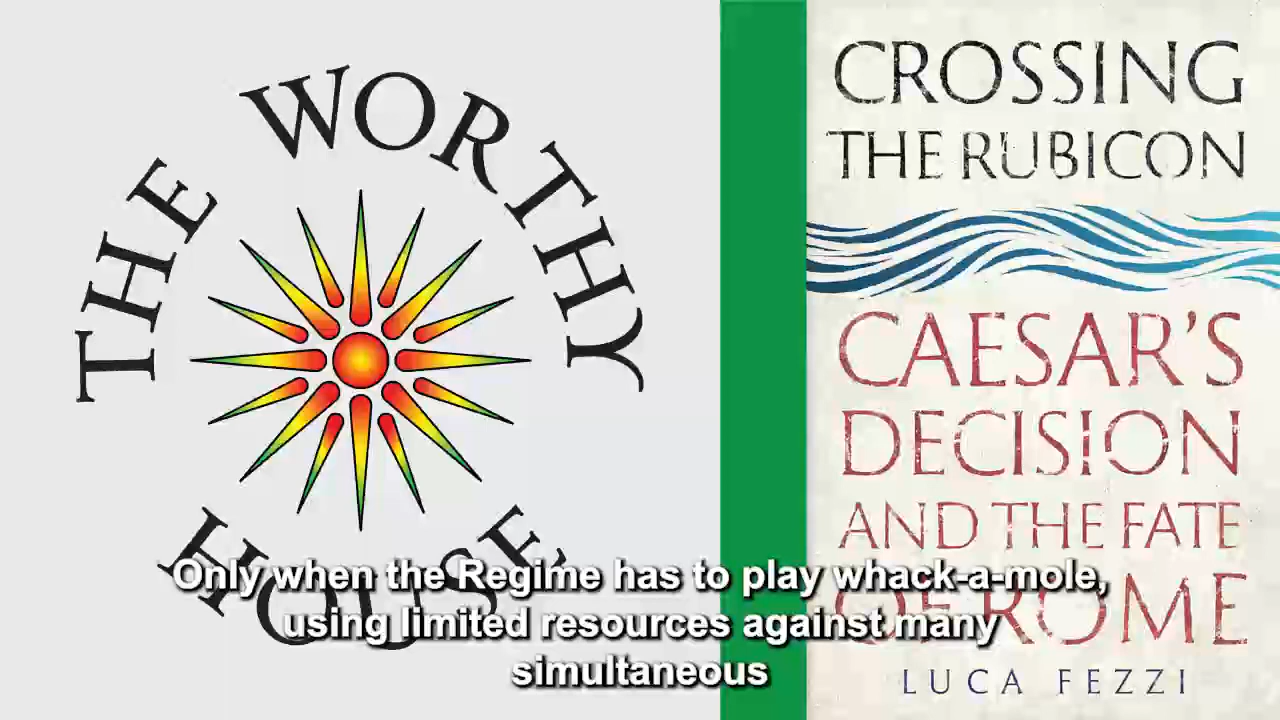 THE WORTHY HOUSE
CROSSING
THE RUBICON
CAESAR'S
DECISION
AND THE FATE
OF ROME
LUCA FEZZI
Only when the Regime has to play whack-a-mole,
using limited resources against many
simultaneous